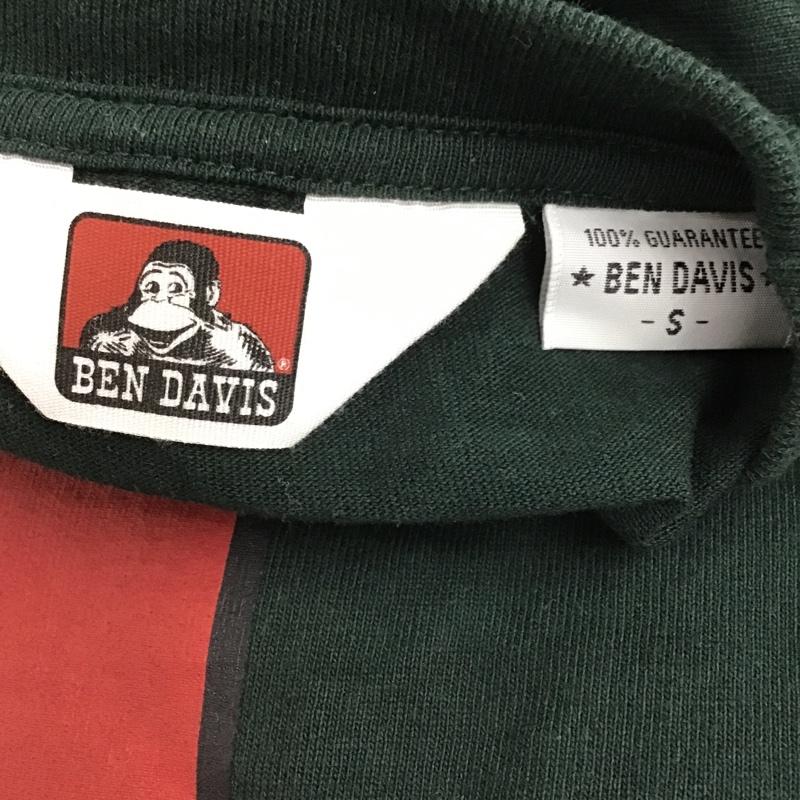 BEN DAVIS
®
100% GUARANTEE
★ BEN DAVIS
- S -